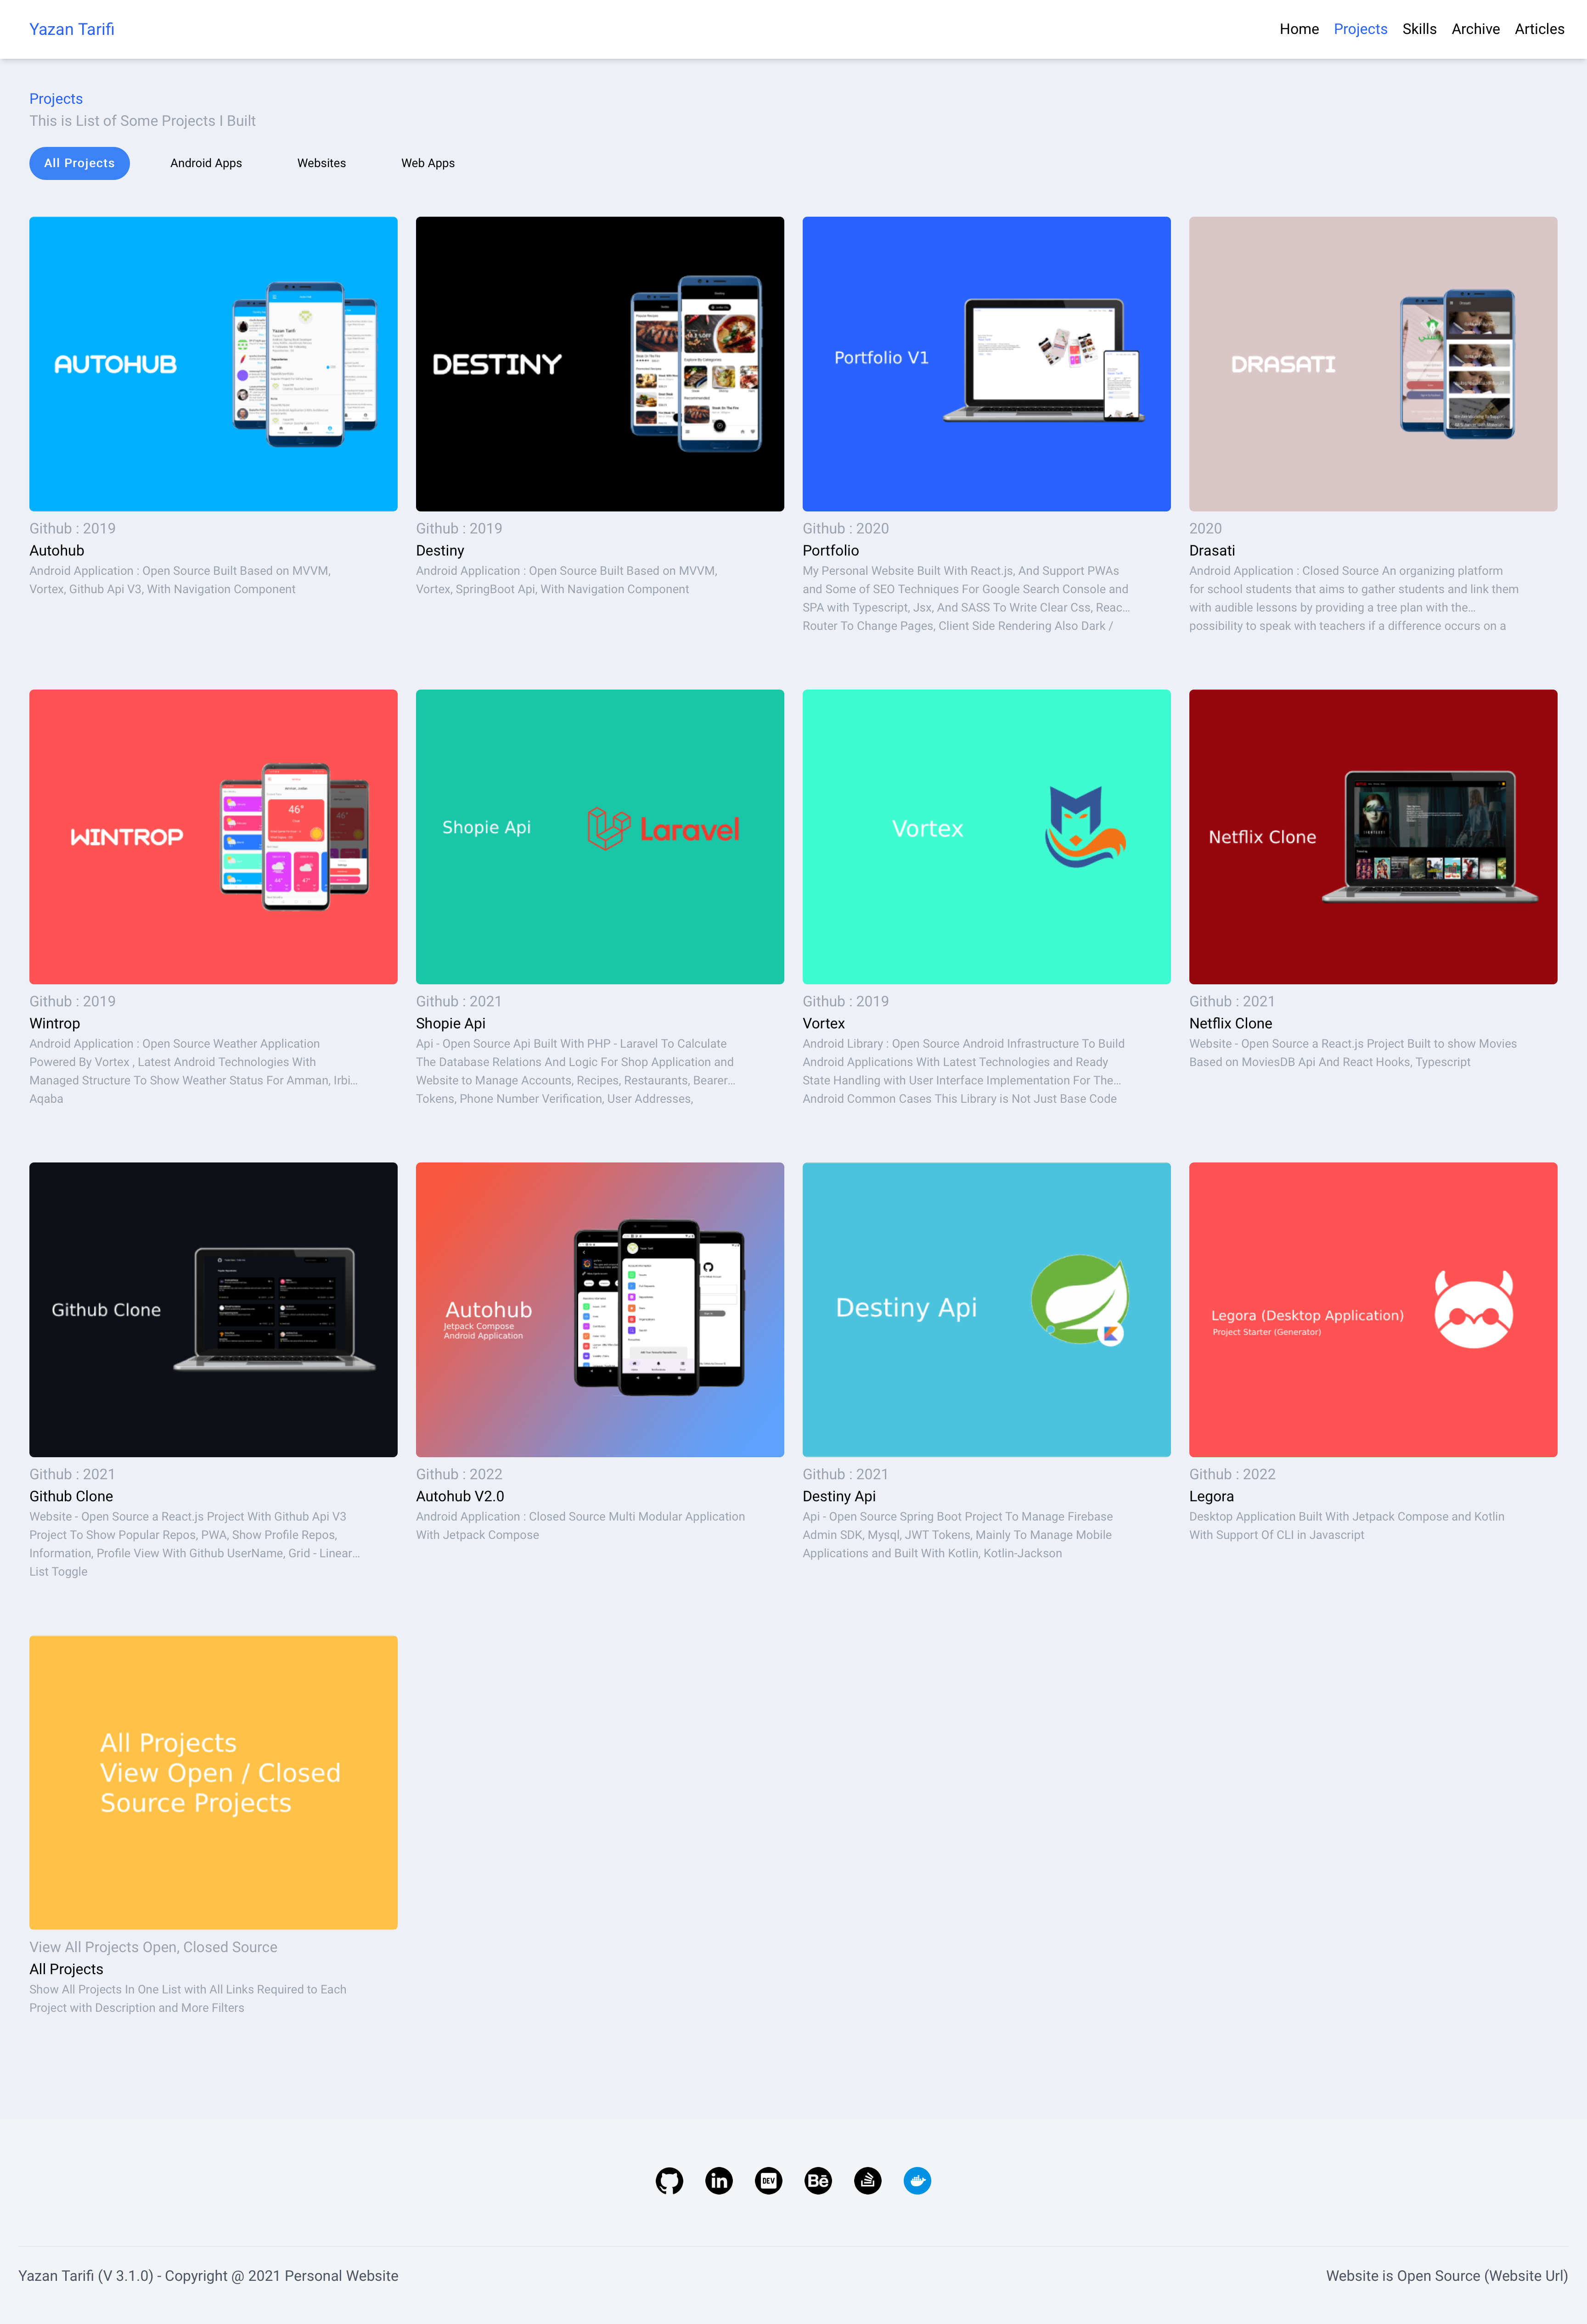 Yazan Tarifi
Home Projects Skills Archive Articles
Projects
This is List of Some Projects I Built
All Projects Android Apps Websites Web Apps
AUTOHUB
DESTINY
Portfolio V1
DRASATI
Github : 2019
Autohub
Android Application : Open Source Built Based on MVVM,
Vortex, Github Api V3, With Navigation Component
Github : 2019
Destiny
Android Application : Open Source Built Based on MVVM,
Vortex, SpringBoot Api, With Navigation Component
Github : 2020
Portfolio
My Personal Website Built With React.js, And Support PWAs
and Some of SEO Techniques For Google Search Console and
SPA with Typescript, Jsx, And SASS To Write Clear Css, Reac...
Router To Change Pages, Client Side Rendering Also Dark /
2020
Drasati
Android Application : Closed Source An organizing platform
for school students that aims to gather students and link them
with audible lessons by providing a tree plan with the...
possibility to speak with teachers if a difference occurs on a
WINTROP
46°
Shopie Api
Laravel
Vortex
Netflix Clone
Github : 2019
Wintrop
Android Application : Open Source Weather Application
Powered By Vortex , Latest Android Technologies With
Managed Structure To Show Weather Status For Amman, Irbi...
Aqaba
Github : 2021
Shopie Api
Api - Open Source Api Built With PHP - Laravel To Calculate
The Database Relations And Logic For Shop Application and
Website to Manage Accounts, Recipes, Restaurants, Bearer...
Tokens, Phone Number Verification, User Addresses,
Github : 2019
Vortex
Android Library : Open Source Android Infrastructure To Build
Android Applications With Latest Technologies and Ready
State Handling with User Interface Implementation For The...
Android Common Cases This Library is Not Just Base Code
Github : 2021
Netflix Clone
Website - Open Source a React.js Project Built to show Movies
Based on MoviesDB Api And React Hooks, Typescript
Github Clone
Autohub
Jetpack Compose
Android Application
Destiny Api
Legora (Desktop Application)
Project Starter (Generator)
Github : 2021
Github Clone
Website - Open Source a React.js Project With Github Api V3
Project To Show Popular Repos, PWA, Show Profile Repos,
Information, Profile View With Github UserName, Grid - Linear...
List Toggle
Github : 2022
Autohub V2.0
Android Application : Closed Source Multi Modular Application
With Jetpack Compose
Github : 2021
Destiny Api
Api - Open Source Spring Boot Project To Manage Firebase
Admin SDK, Mysql, JWT Tokens, Mainly To Manage Mobile
Applications and Built With Kotlin, Kotlin-Jackson
Github : 2022
Legora
Desktop Application Built With Jetpack Compose and Kotlin
With Support Of CLI in Javascript
All Projects
View Open / Closed
Source Projects
View All Projects Open, Closed Source
All Projects
Show All Projects In One List with All Links Required to Each
Project with Description and More Filters
in DEV Bē
Yazan Tarifi (V 3.1.0) - Copyright @ 2021 Personal Website
Website is Open Source (Website Url)